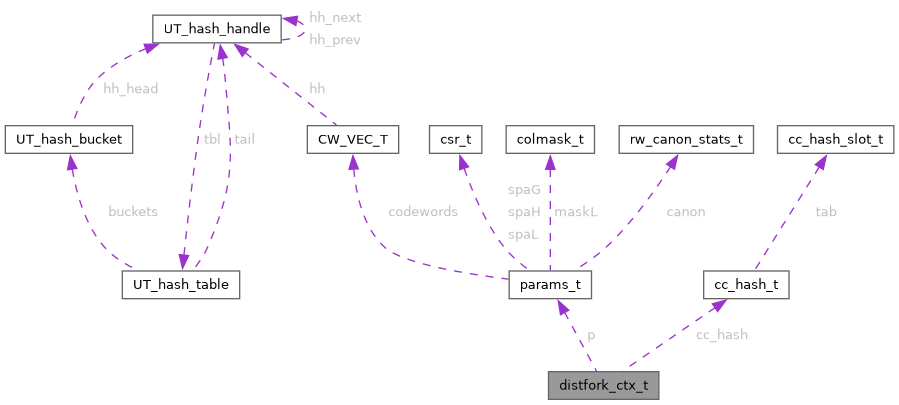 UT_hash_handle
hh_next
hh_prev
hh_head
hh
UT_hash_bucket
tbl
tail
CW_VEC_T
csr_t
colmask_t
rw_canon_stats_t
cc_hash_slot_t
buckets
codewords
spaG
spaH
spaL
maskL
canon
tab
UT_hash_table
params_t
cc_hash_t
p
cc_hash
distfork_ctx_t